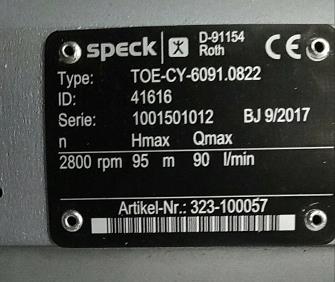 speck D-91154 Roth CE
Type: TOE-CY-6091.0822
ID: 41616
Serie: 1001501012 BJ 9/2017
n Hmax Qmax
2800 rpm 95 m 90 l/min
Artikel-Nr.: 323-100057